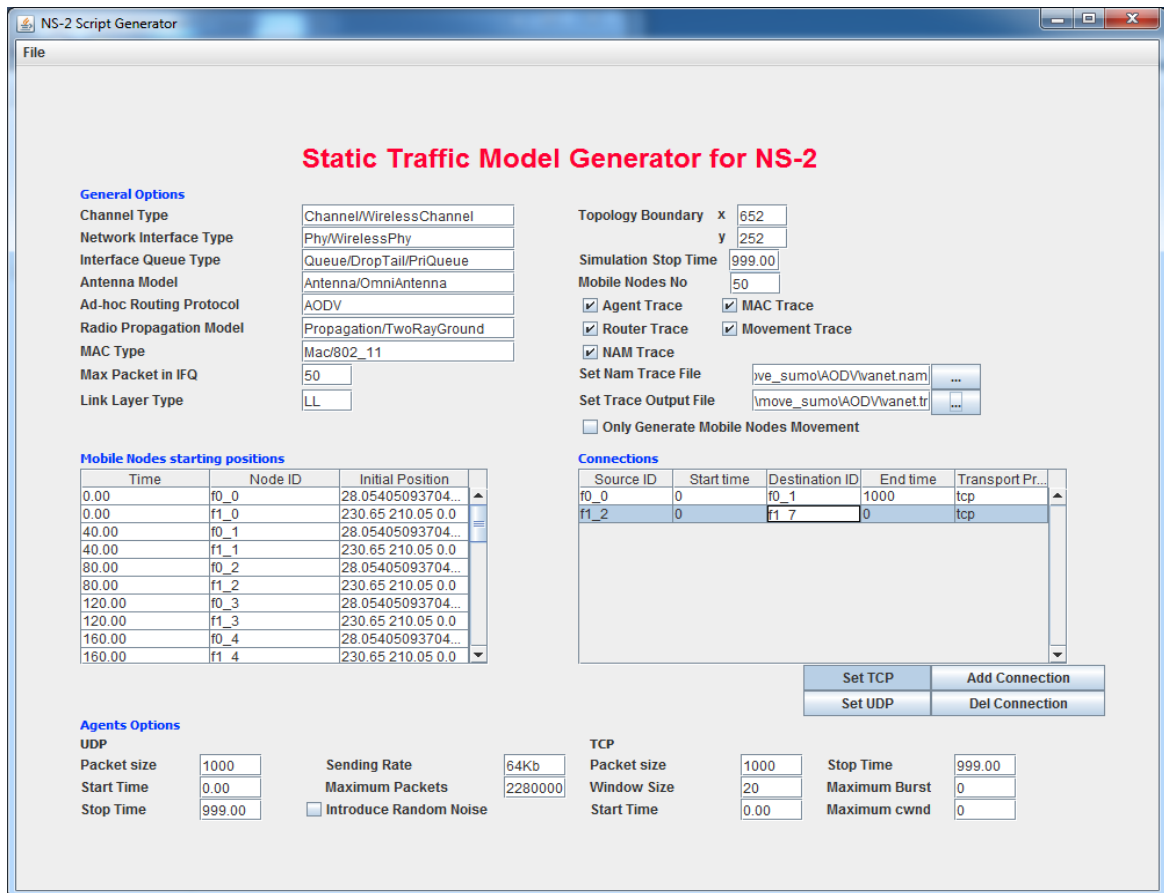 NS-2 Script Generator
File
Static Traffic Model Generator for NS-2
General Options
Channel Type Channel/WirelessChannel
Network Interface Type Phy/WirelessPhy
Interface Queue Type Queue/DropTail/PriQueue
Antenna Model Antenna/OmniAntenna
Ad-hoc Routing Protocol AODV
Radio Propagation Model Propagation/TwoRayGround
MAC Type Mac/802_11
Max Packet in IFQ 50
Link Layer Type LL
Topology Boundary x 652
y 252
Simulation Stop Time 999.00
Mobile Nodes No 50
Agent Trace MAC Trace
Router Trace Movement Trace
NAM Trace
Set Nam Trace File ove_sumo\AODV\vanet.nam ...
Set Trace Output File \move_sumo\AODV\vanet.tr ...
Only Generate Mobile Nodes Movement
Mobile Nodes starting positions
Time Node ID Initial Position
0.00 f0_0 28.05405093704...
0.00 f1_0 230.65 210.05 0.0
40.00 f0_1 28.05405093704...
40.00 f1_1 230.65 210.05 0.0
80.00 f0_2 28.05405093704...
80.00 f1_2 230.65 210.05 0.0
120.00 f0_3 28.05405093704...
120.00 f1_3 230.65 210.05 0.0
160.00 f0_4 28.05405093704...
160.00 f1_4 230.65 210.05 0.0
Connections
Source ID Start time Destination ID End time Transport Pr...
f0_0 0 f0_1 1000 tcp
f1_2 0 f1_7 0 tcp
Set TCP Add Connection
Set UDP Del Connection
Agents Options
UDP
Packet size 1000 Sending Rate 64Kb
Start Time 0.00 Maximum Packets 2280000
Stop Time 999.00 Introduce Random Noise
TCP
Packet size 1000 Stop Time 999.00
Window Size 20 Maximum Burst 0
Start Time 0.00 Maximum cwnd 0